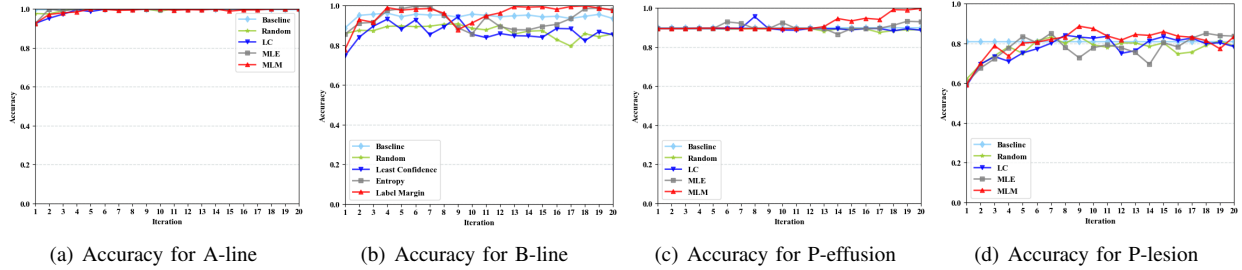 1.0
0.8
0.6
0.4
0.2
0.0
Accuracy
Baseline
Random
LC
MLE
MLM
1 2 3 4 5 6 7 8 9 10 11 12 13 14 15 16 17 18 19 20
Iteration
(a) Accuracy for A-line
1.0
0.8
0.6
0.4
0.2
0.0
Accuracy
Baseline
Random
Least Confidence
Entropy
Label Margin
1 2 3 4 5 6 7 8 9 10 11 12 13 14 15 16 17 18 19 20
Iteration
(b) Accuracy for B-line
1.0
0.8
0.6
0.4
0.2
0.0
Accuracy
Baseline
Random
LC
MLE
MLM
1 2 3 4 5 6 7 8 9 10 11 12 13 14 15 16 17 18 19 20
Iteration
(c) Accuracy for P-effusion
1.0
0.8
0.6
0.4
0.2
0.0
Accuracy
Baseline
Random
LC
MLE
MLM
1 2 3 4 5 6 7 8 9 10 11 12 13 14 15 16 17 18 19 20
Iteration
(d) Accuracy for P-lesion